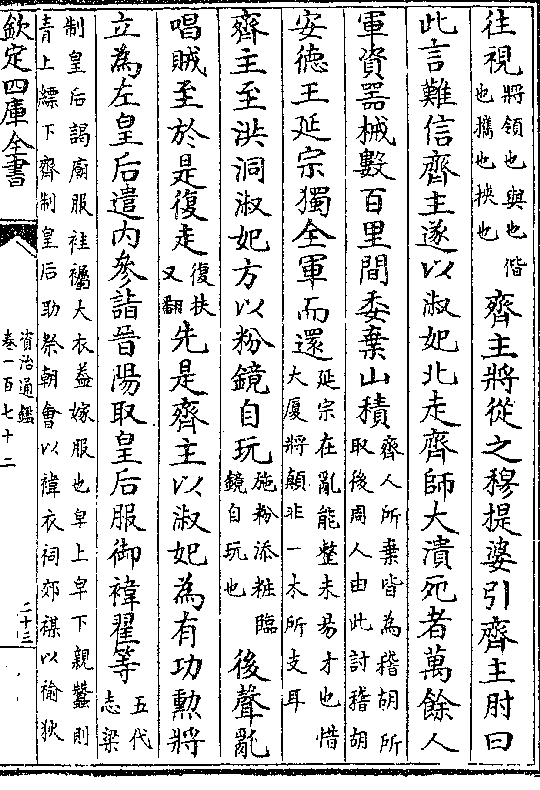 往視將領也與也偕也攜也挾也齊主將從之穆提婆引齊主肘曰
此言難信齊主遂以淑妃北走齊師大潰死者萬餘人
軍資器械數百里間委棄山積齊人所棄皆為稽胡所取後周人由此討稽胡
安德王延宗獨全軍而還延宗在亂能整未易才也惜大厦將顛非一木所支耳
齊主至洪洞淑妃方以粉鏡自玩施粉添粧臨鏡自玩也後聲亂
唱賊至於是復走復扶又翻先是齊主以淑妃為有功勲將
立為左皇后遣内參詣晉陽取皇后服御褘翟等五代志梁
制皇后謁廟服袿𧞫大衣葢嫁服也皁上皁下親蠶則
青上縹下齊制皇后助祭朝會以褘衣祠郊禖以褕狄
欽定四庫全書
資治通鑑
卷一百七十二
二十三